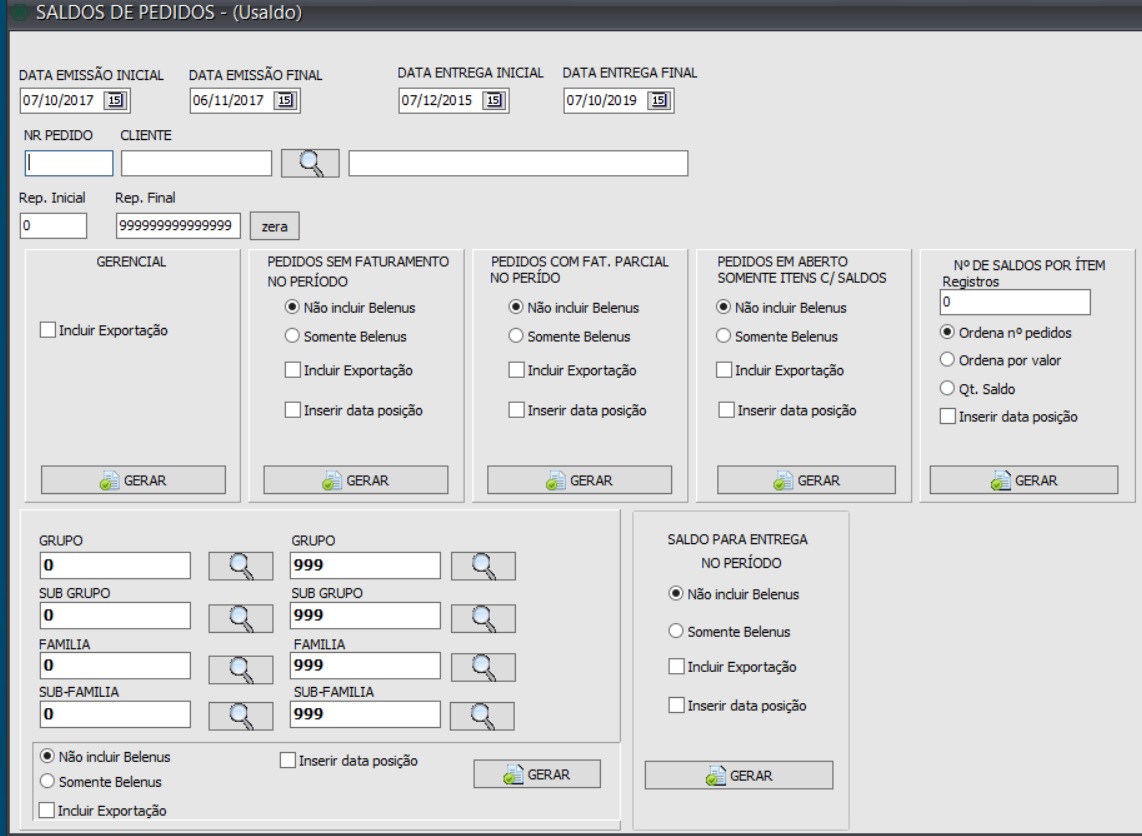 SALDOS DE PEDIDOS - (Usaldo)
DATA EMISSÃO INICIAL DATA EMISSÃO FINAL DATA ENTREGA INICIAL DATA ENTREGA FINAL
07/10/2017 15 06/11/2017 15 07/12/2015 15 07/10/2019 15
NR PEDIDO CLIENTE
Rep. Inicial Rep. Final
0 999999999999999 zera
GERENCIAL
Incluir Exportação
GERAR
PEDIDOS SEM FATURAMENTO
NO PERÍODO
Não incluir Belenus
Somente Belenus
Incluir Exportação
Inserir data posição
GERAR
PEDIDOS COM FAT. PARCIAL
NO PERÍDO
Não incluir Belenus
Somente Belenus
Incluir Exportação
Inserir data posição
GERAR
PEDIDOS EM ABERTO
SOMENTE ITENS C/ SALDOS
Não incluir Belenus
Somente Belenus
Incluir Exportação
Inserir data posição
GERAR
Nº DE SALDOS POR ÍTEM
Registros
0
Ordena nº pedidos
Ordena por valor
Qt. Saldo
Inserir data posição
GERAR
GRUPO GRUPO
0 999
SUB GRUPO SUB GRUPO
0 999
FAMILIA FAMILIA
0 999
SUB-FAMILIA SUB-FAMILIA
0 999
Não incluir Belenus Inserir data posição
Somente Belenus GERAR
Incluir Exportação
SALDO PARA ENTREGA
NO PERÍODO
Não incluir Belenus
Somente Belenus
Incluir Exportação
Inserir data posição
GERAR